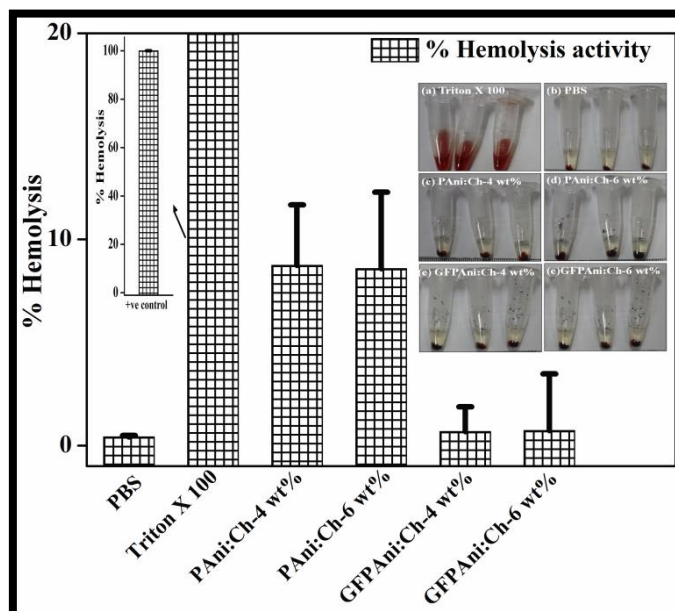 % Hemolysis
20
10
0
% Hemolysis activity
% Hemolysis
100
80
60
40
20
0
+ve control
(a) Triton X 100
(b) PBS
(c) PAni:Ch-4 wt%
(d) PAni:Ch-6 wt%
(e) GFPAni:Ch-4 wt%
(e)GFPAni:Ch-6 wt%
PBS
Triton X 100
PAni:Ch-4 wt%
PAni:Ch-6 wt%
GFPAni:Ch-4 wt%
GFPAni:Ch-6 wt%